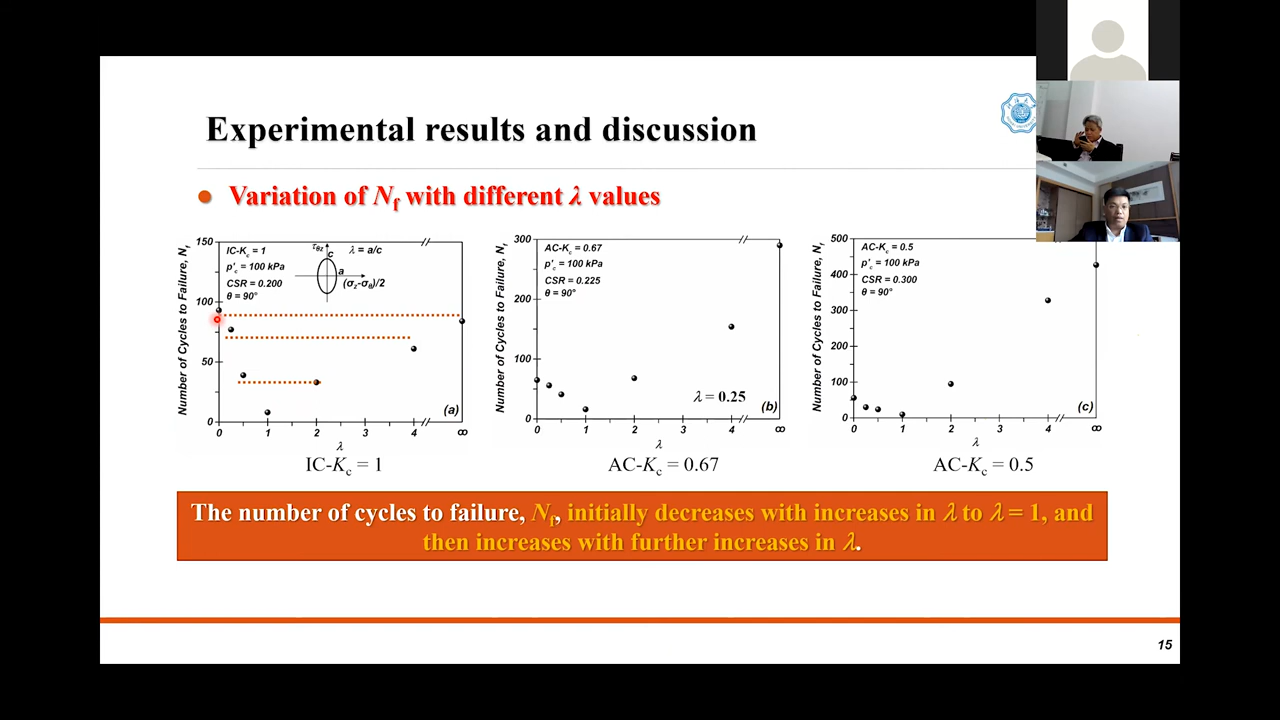 Experimental results and discussion
Variation of Nf with different λ values
Number of Cycles to Failure, Nf
150
100
50
0
IC-Kc = 1
p'c = 100 kPa
CSR = 0.200
θ = 90°
τθz
c
λ = a/c
a
(σz-σθ)/2
(a)
0 1 2 3 4 ∞
λ
IC-Kc = 1
Number of Cycles to Failure, Nf
300
200
100
0
AC-Kc = 0.67
p'c = 100 kPa
CSR = 0.225
θ = 90°
λ = 0.25
(b)
0 1 2 3 4 ∞
λ
AC-Kc = 0.67
Number of Cycles to Failure, Nf
500
400
300
200
100
0
AC-Kc = 0.5
p'c = 100 kPa
CSR = 0.300
θ = 90°
(c)
0 1 2 3 4 ∞
λ
AC-Kc = 0.5
The number of cycles to failure, Nf, initially decreases with increases in λ to λ = 1, and
then increases with further increases in λ.
15